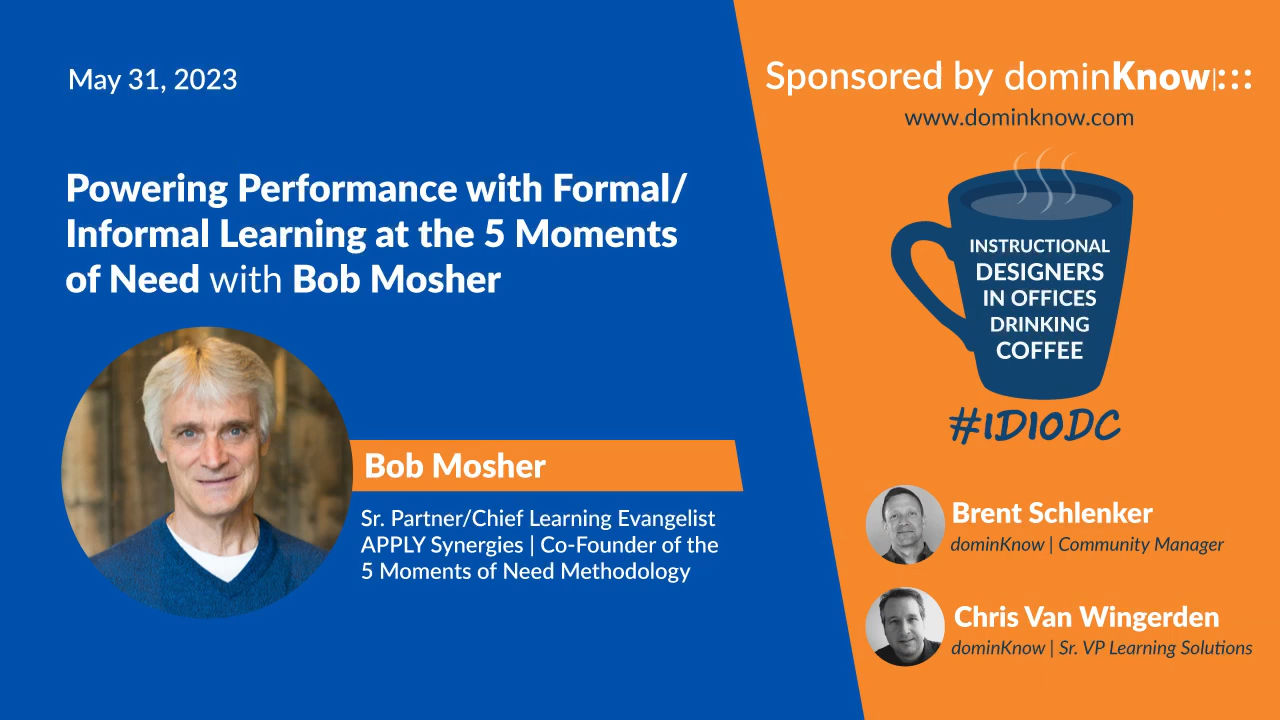 May 31, 2023
Powering Performance with Formal/
Informal Learning at the 5 Moments
of Need with Bob Mosher
Bob Mosher
Sr. Partner/Chief Learning Evangelist
APPLY Synergies | Co-Founder of the
5 Moments of Need Methodology
Sponsored by dominKnow|:::
www.dominknow.com
INSTRUCTIONAL
DESIGNERS
IN OFFICES
DRINKING
COFFEE
#IDIODC
Brent Schlenker
dominKnow | Community Manager
Chris Van Wingerden
dominKnow | Sr. VP Learning Solutions